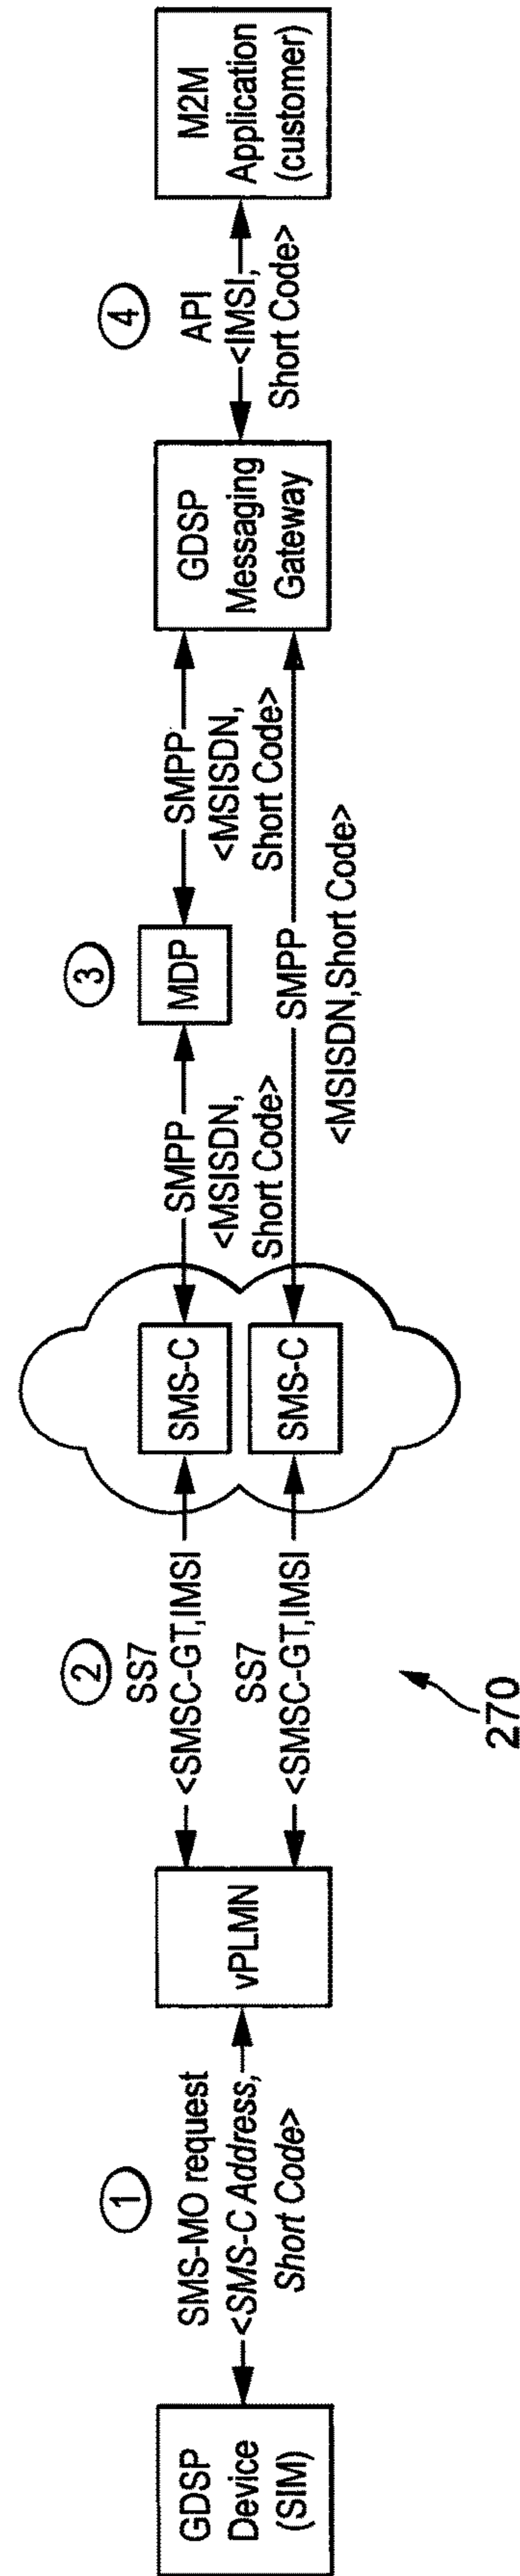 GDSP
Device
(SIM)
1
SMS-MO request
<SMS-C Address,
Short Code>
vPLMN
2
SS7
<SMSC-GT,IMSI
SS7
<SMSC-GT,IMSI
SMS-C
SMS-C
SMPP
<MSISDN,
Short Code>
3
MDP
SMPP
<MSISDN,
Short Code>
SMPP
<MSISDN,Short Code>
GDSP
Messaging
Gateway
4
API
<IMSI,
Short Code>
M2M
Application
(customer)
270